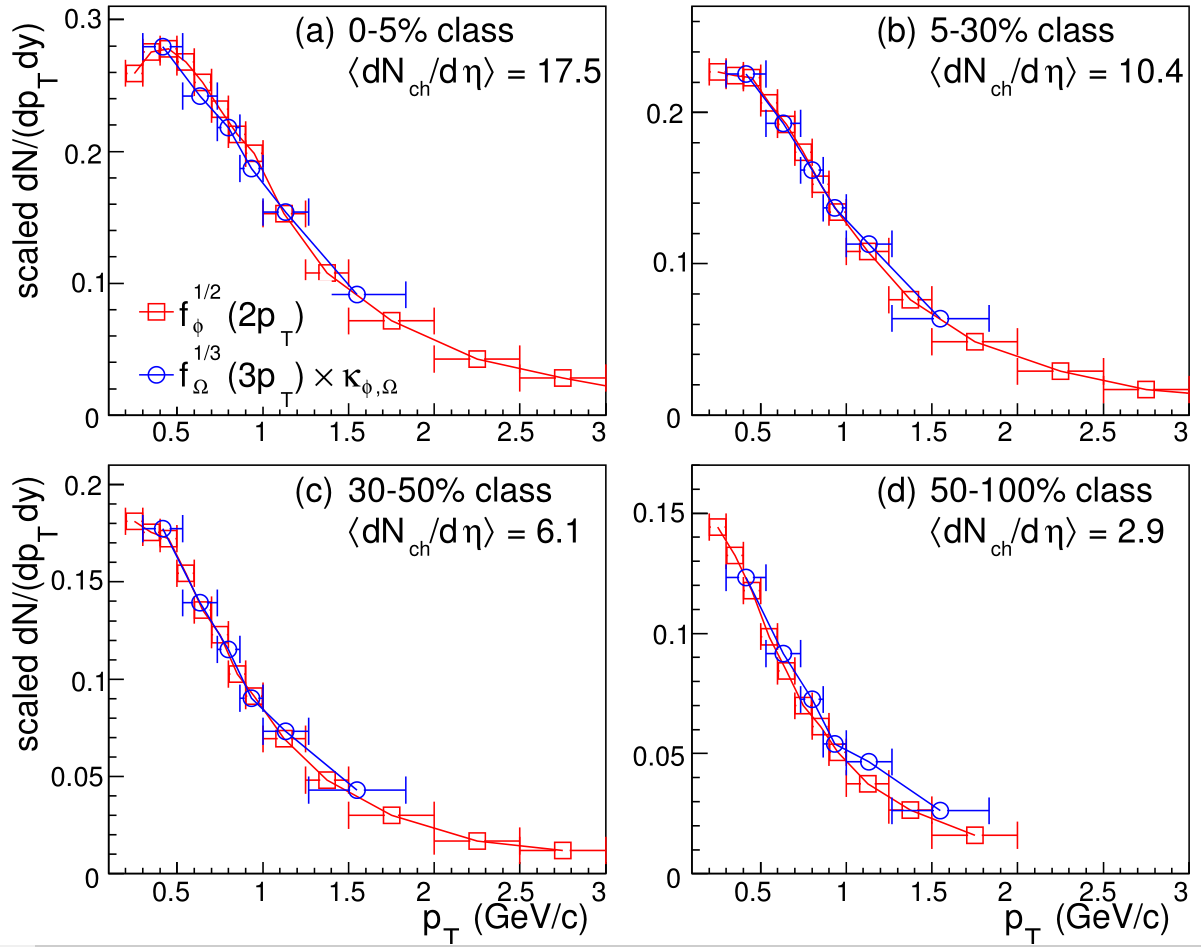 (a) 0-5% class
⟨dN_ch/dη⟩ = 17.5
scaled dN/(dp_T dy)
0.3
0.2
0.1
0
f_ϕ^{1/2} (2p_T)
f_Ω^{1/3} (3p_T) × κ_{ϕ,Ω}
0.5 1 1.5 2 2.5 3
(b) 5-30% class
⟨dN_ch/dη⟩ = 10.4
0.2
0.1
0
0.5 1 1.5 2 2.5 3
(c) 30-50% class
⟨dN_ch/dη⟩ = 6.1
scaled dN/(dp_T dy)
0.2
0.15
0.1
0.05
0
0.5 1 1.5 2 2.5 3
p_T (GeV/c)
(d) 50-100% class
⟨dN_ch/dη⟩ = 2.9
0.15
0.1
0.05
0
0.5 1 1.5 2 2.5 3
p_T (GeV/c)